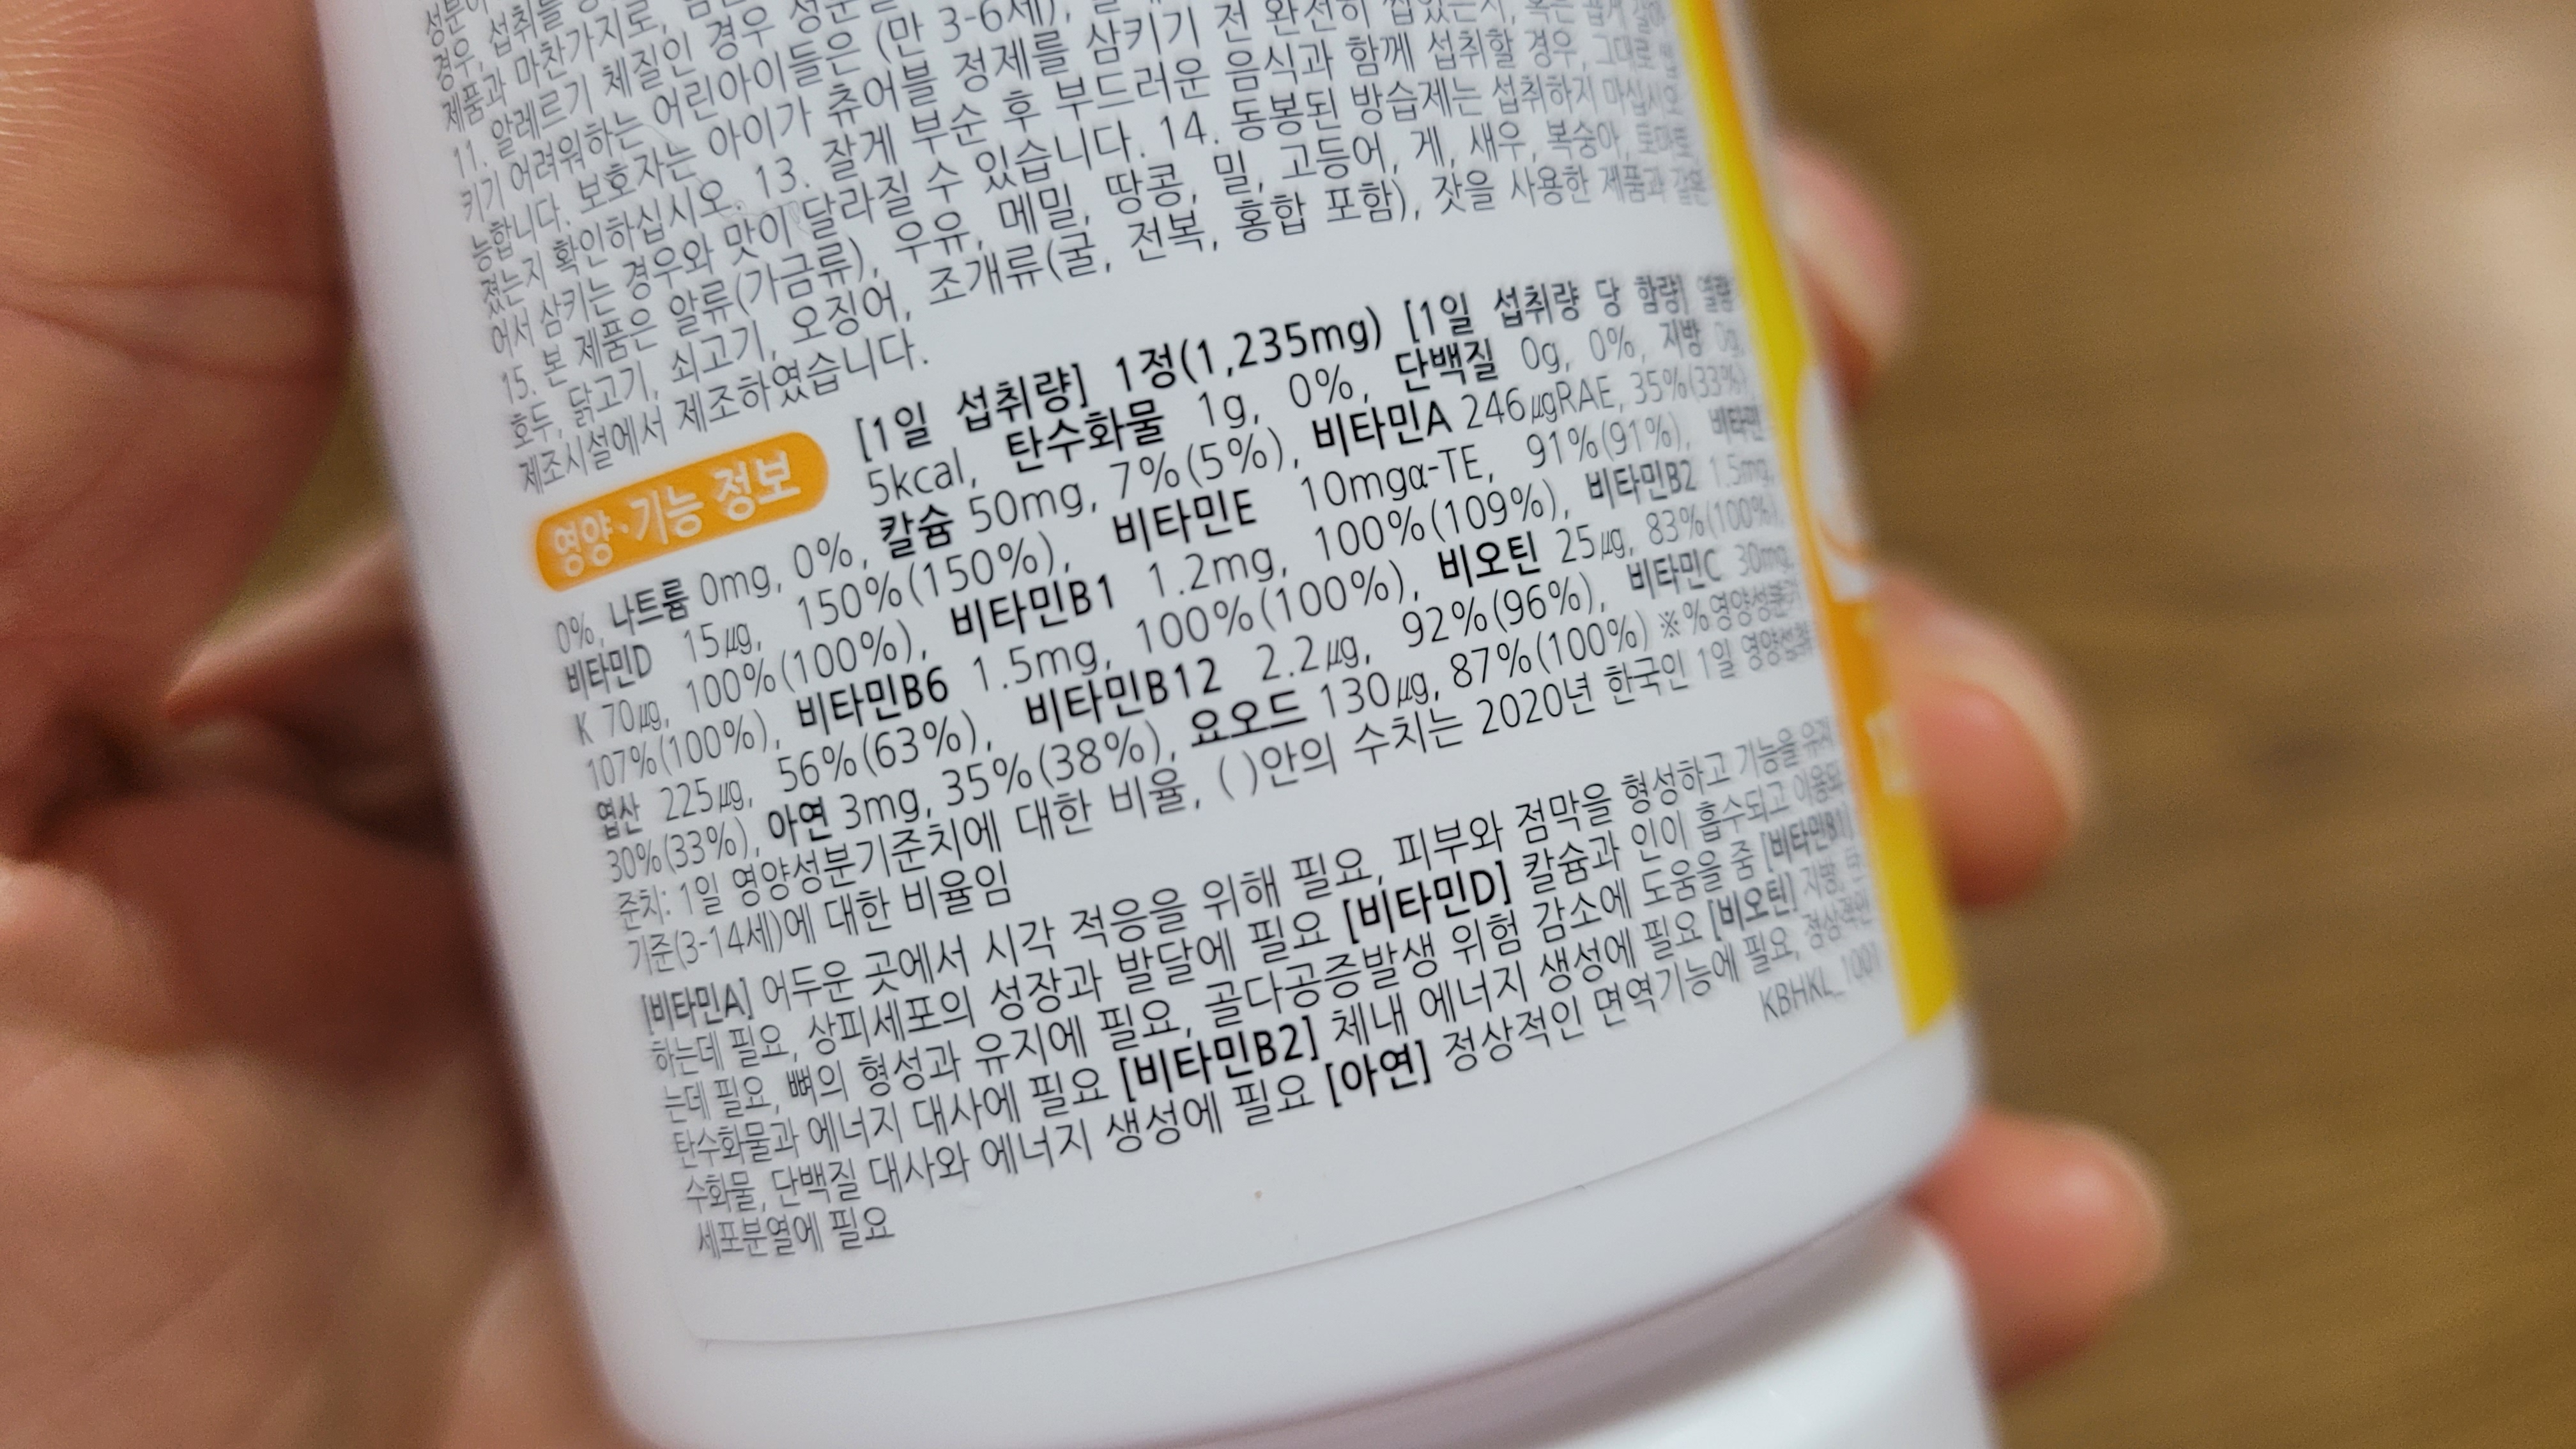 경우, 섭취를
제품과 마찬가지로,
11. 알레르기 체질인 경우 성분을
키기 어려워하는 어린아이들은 (만 3-6세),
능합니다. 보호자는 아이가 츄어블 정제를 삼키기 전 완전히 씹었는지, 혹은
졌는지 확인하십시오. 13. 잘게 부순 후 부드러운 음식과 함께 섭취할 경우, 그대로
어서 삼키는 경우와 맛이 달라질 수 있습니다. 14. 동봉된 방습제는 섭취하지 마십시오.
15. 본 제품은 알류(가금류), 우유, 메밀, 땅콩, 밀, 고등어, 게, 새우, 복숭아, 토마토,
호두, 닭고기, 쇠고기, 오징어, 조개류(굴, 전복, 홍합 포함), 잣을 사용한 제품과 같은
제조시설에서 제조하였습니다.
영양·기능 정보
[1일 섭취량] 1정(1,235mg) [1일 섭취량 당 함량] 열량
5kcal, 탄수화물 1g, 0%, 단백질 0g, 0%, 지방 0g,
0%, 나트륨 0mg, 0%, 칼슘 50mg, 7%(5%), 비타민A 246㎍RAE, 35%(33%),
비타민D 15㎍, 150%(150%), 비타민E 10mgα-TE, 91%(91%), 비타민
K 70㎍, 100%(100%), 비타민B1 1.2mg, 100%(109%), 비타민B2 1.5mg,
107%(100%), 비타민B6 1.5mg, 100%(100%), 비오틴 25㎍, 83%(100%),
엽산 225㎍, 56%(63%), 비타민B12 2.2㎍, 92%(96%), 비타민C 30mg,
30%(33%), 아연 3mg, 35%(38%), 요오드 130㎍, 87%(100%) ※%영양성분기
준치: 1일 영양성분기준치에 대한 비율, ( )안의 수치는 2020년 한국인 1일 영양섭취
기준(3-14세)에 대한 비율임
[비타민A] 어두운 곳에서 시각 적응을 위해 필요, 피부와 점막을 형성하고 기능을 유지
하는데 필요, 상피세포의 성장과 발달에 필요 [비타민D] 칼슘과 인이 흡수되고 이용되
는데 필요, 뼈의 형성과 유지에 필요, 골다공증발생 위험 감소에 도움을 줌 [비타민B1]
탄수화물과 에너지 대사에 필요 [비타민B2] 체내 에너지 생성에 필요 [비오틴] 지방, 탄
수화물, 단백질 대사와 에너지 생성에 필요 [아연] 정상적인 면역기능에 필요, 정상적인
세포분열에 필요
KBHKL_1001